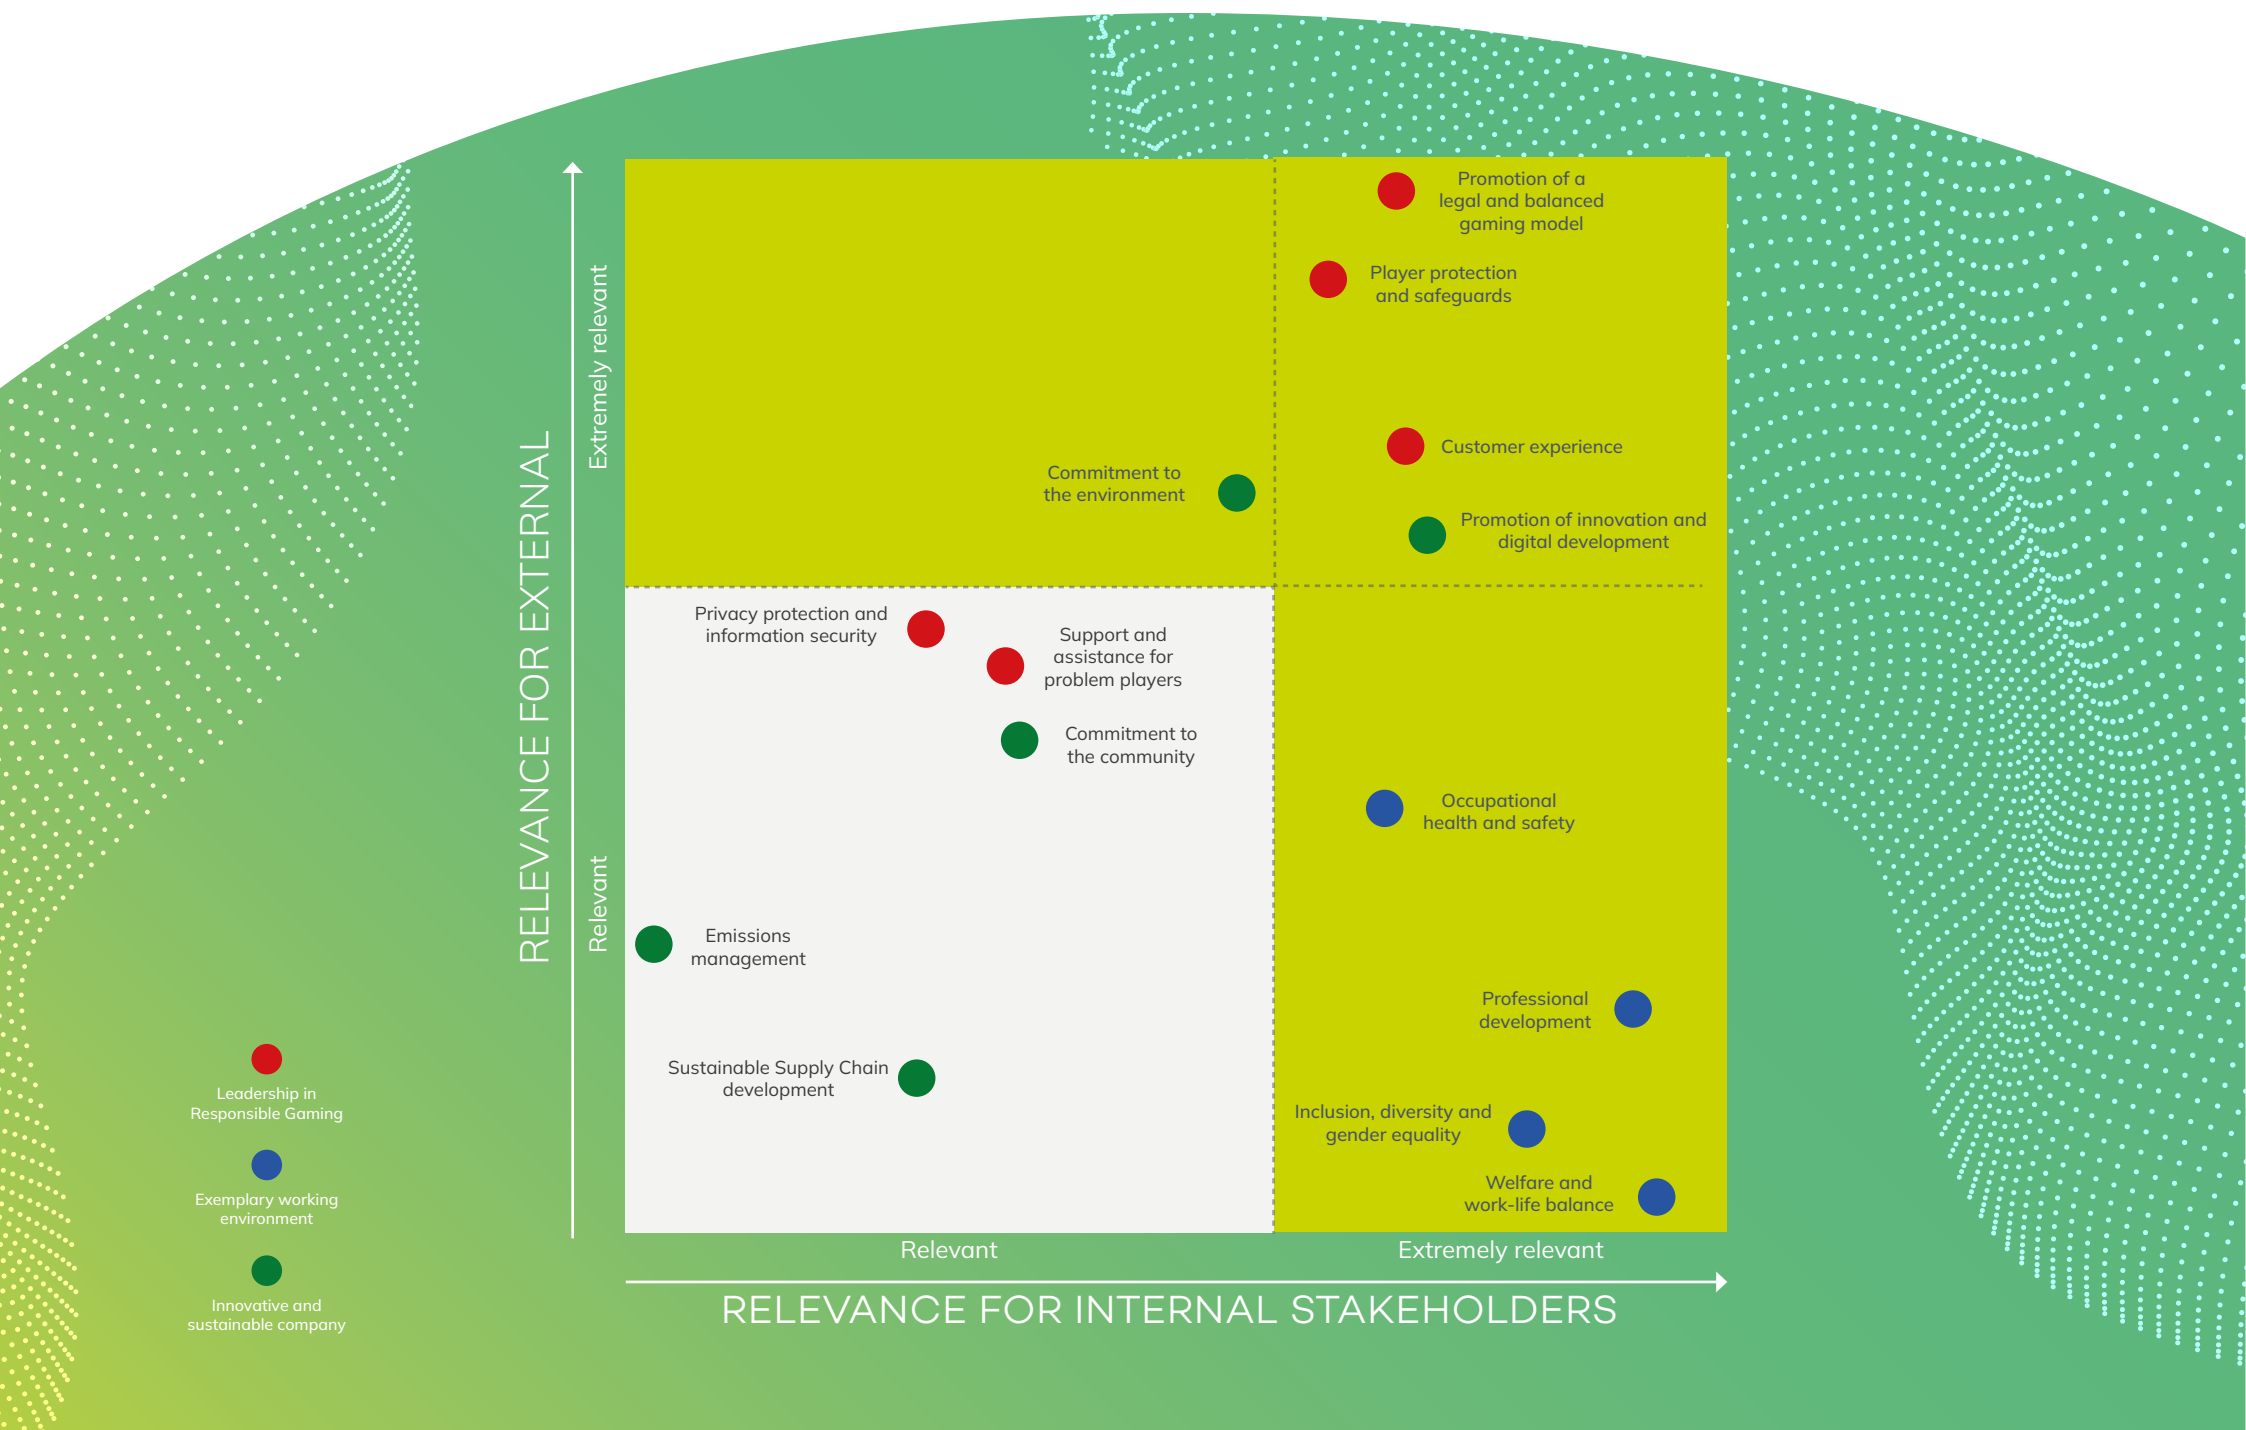 Promotion of a
legal and balanced
gaming model
Player protection
and safeguards
Customer experience
Commitment to
the environment
Promotion of innovation and
digital development
Privacy protection and
information security
Support and
assistance for
problem players
Commitment to
the community
Occupational
health and safety
Emissions
management
Professional
development
Sustainable Supply Chain
development
Inclusion, diversity and
gender equality
Welfare and
work-life balance
RELEVANCE FOR EXTERNAL
Extremely relevant
Relevant
Relevant
Extremely relevant
RELEVANCE FOR INTERNAL STAKEHOLDERS
Leadership in
Responsible Gaming
Exemplary working
environment
Innovative and
sustainable company